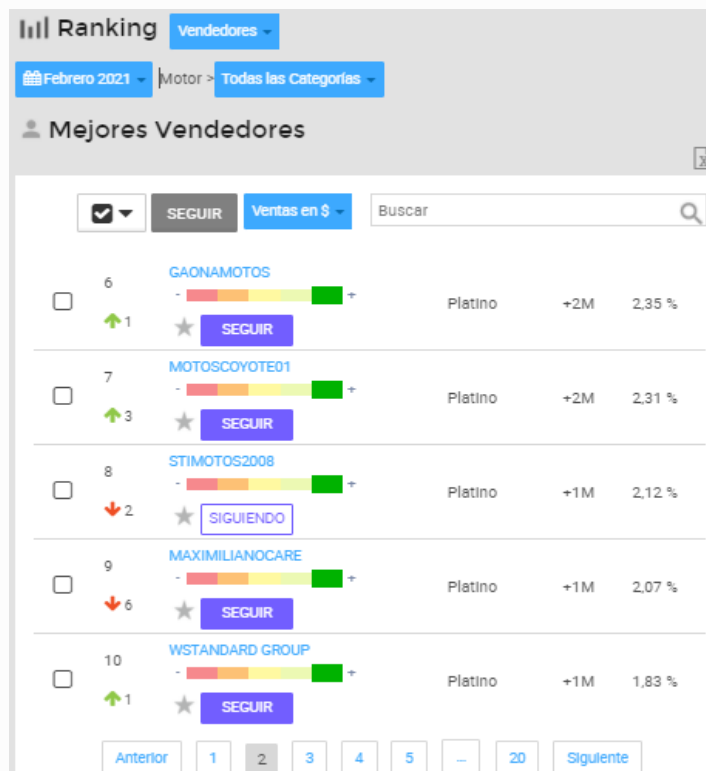 Ranking Vendedores
Febrero 2021 Motor > Todas las Categorías
Mejores Vendedores
SEGUIR Ventas en $ Buscar
6 GAONAMOTOS
- + Platino +2M 2,35 %
1 SEGUIR
7 MOTOSCOYOTE01
- + Platino +2M 2,31 %
3 SEGUIR
8 STIMOTOS2008
- + Platino +1M 2,12 %
2 SIGUIENDO
9 MAXIMILIANOCARE
- + Platino +1M 2,07 %
6 SEGUIR
10 WSTANDARD GROUP
- + Platino +1M 1,83 %
1 SEGUIR
Anterior 1 2 3 4 5 ... 20 Siguiente